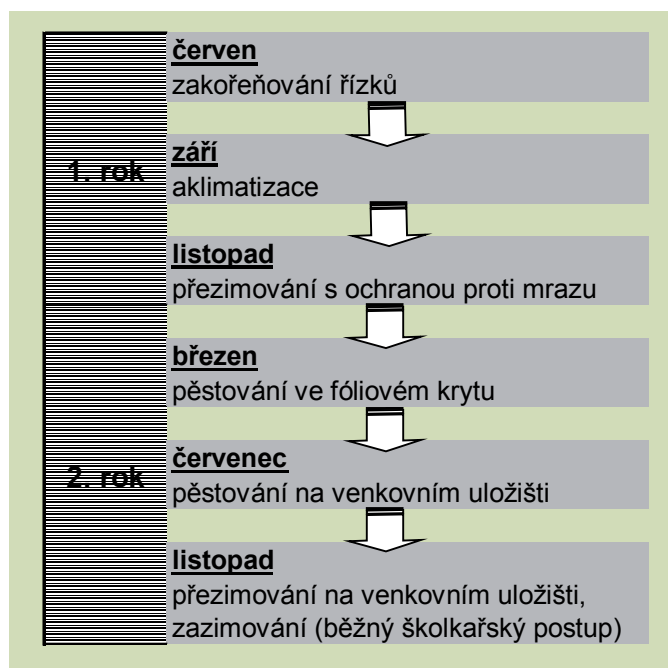 červen
zakořeňování řízků
1. rok
září
aklimatizace
listopad
přezimování s ochranou proti mrazu
březen
pěstování ve fóliovém krytu
2. rok
červenec
pěstování na venkovním uložišti
listopad
přezimování na venkovním uložišti,
zazimování (běžný školkařský postup)